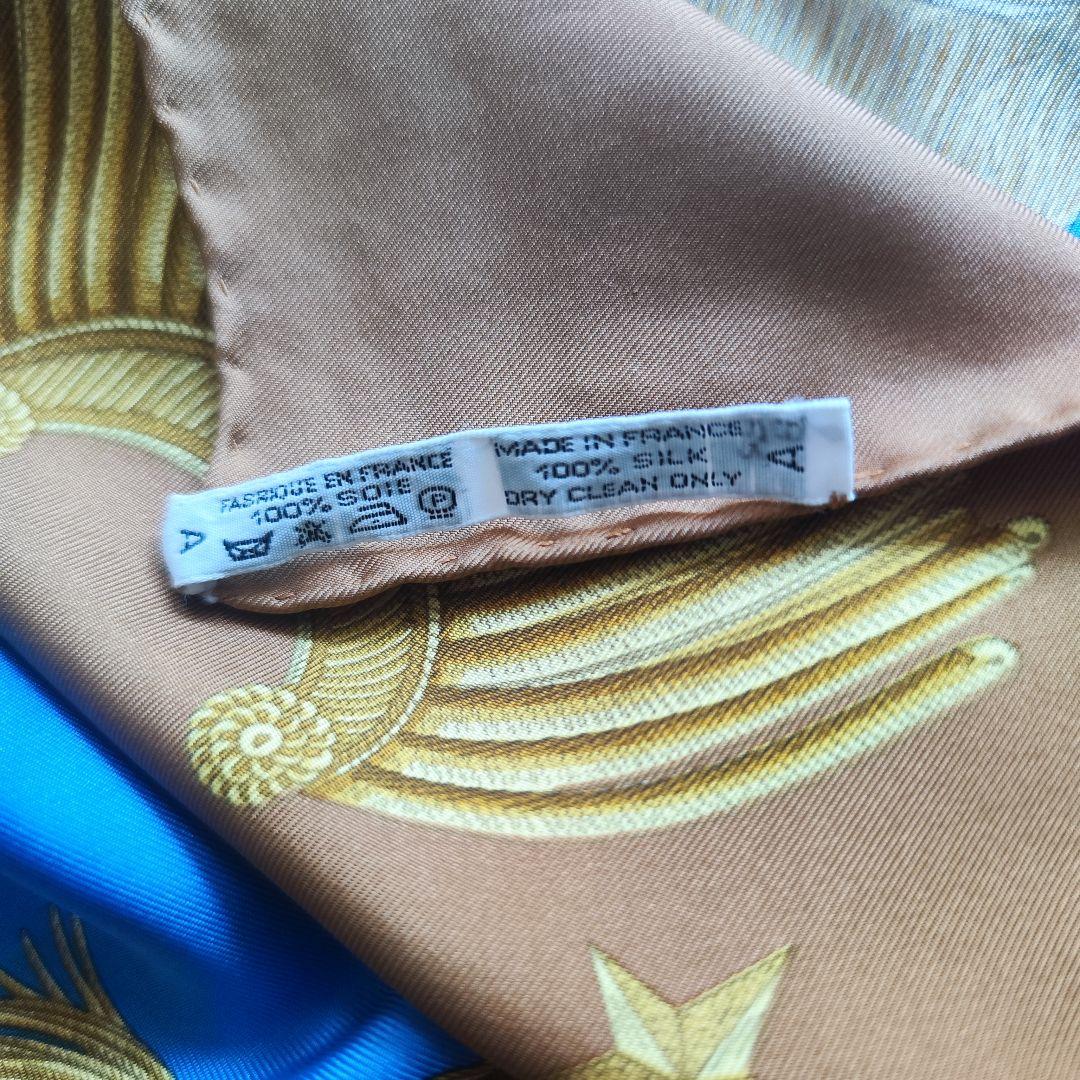 FABRIQUE EN FRANCE
100% SOIE
A
MADE IN FRANCE
100% SILK
DRY CLEAN ONLY